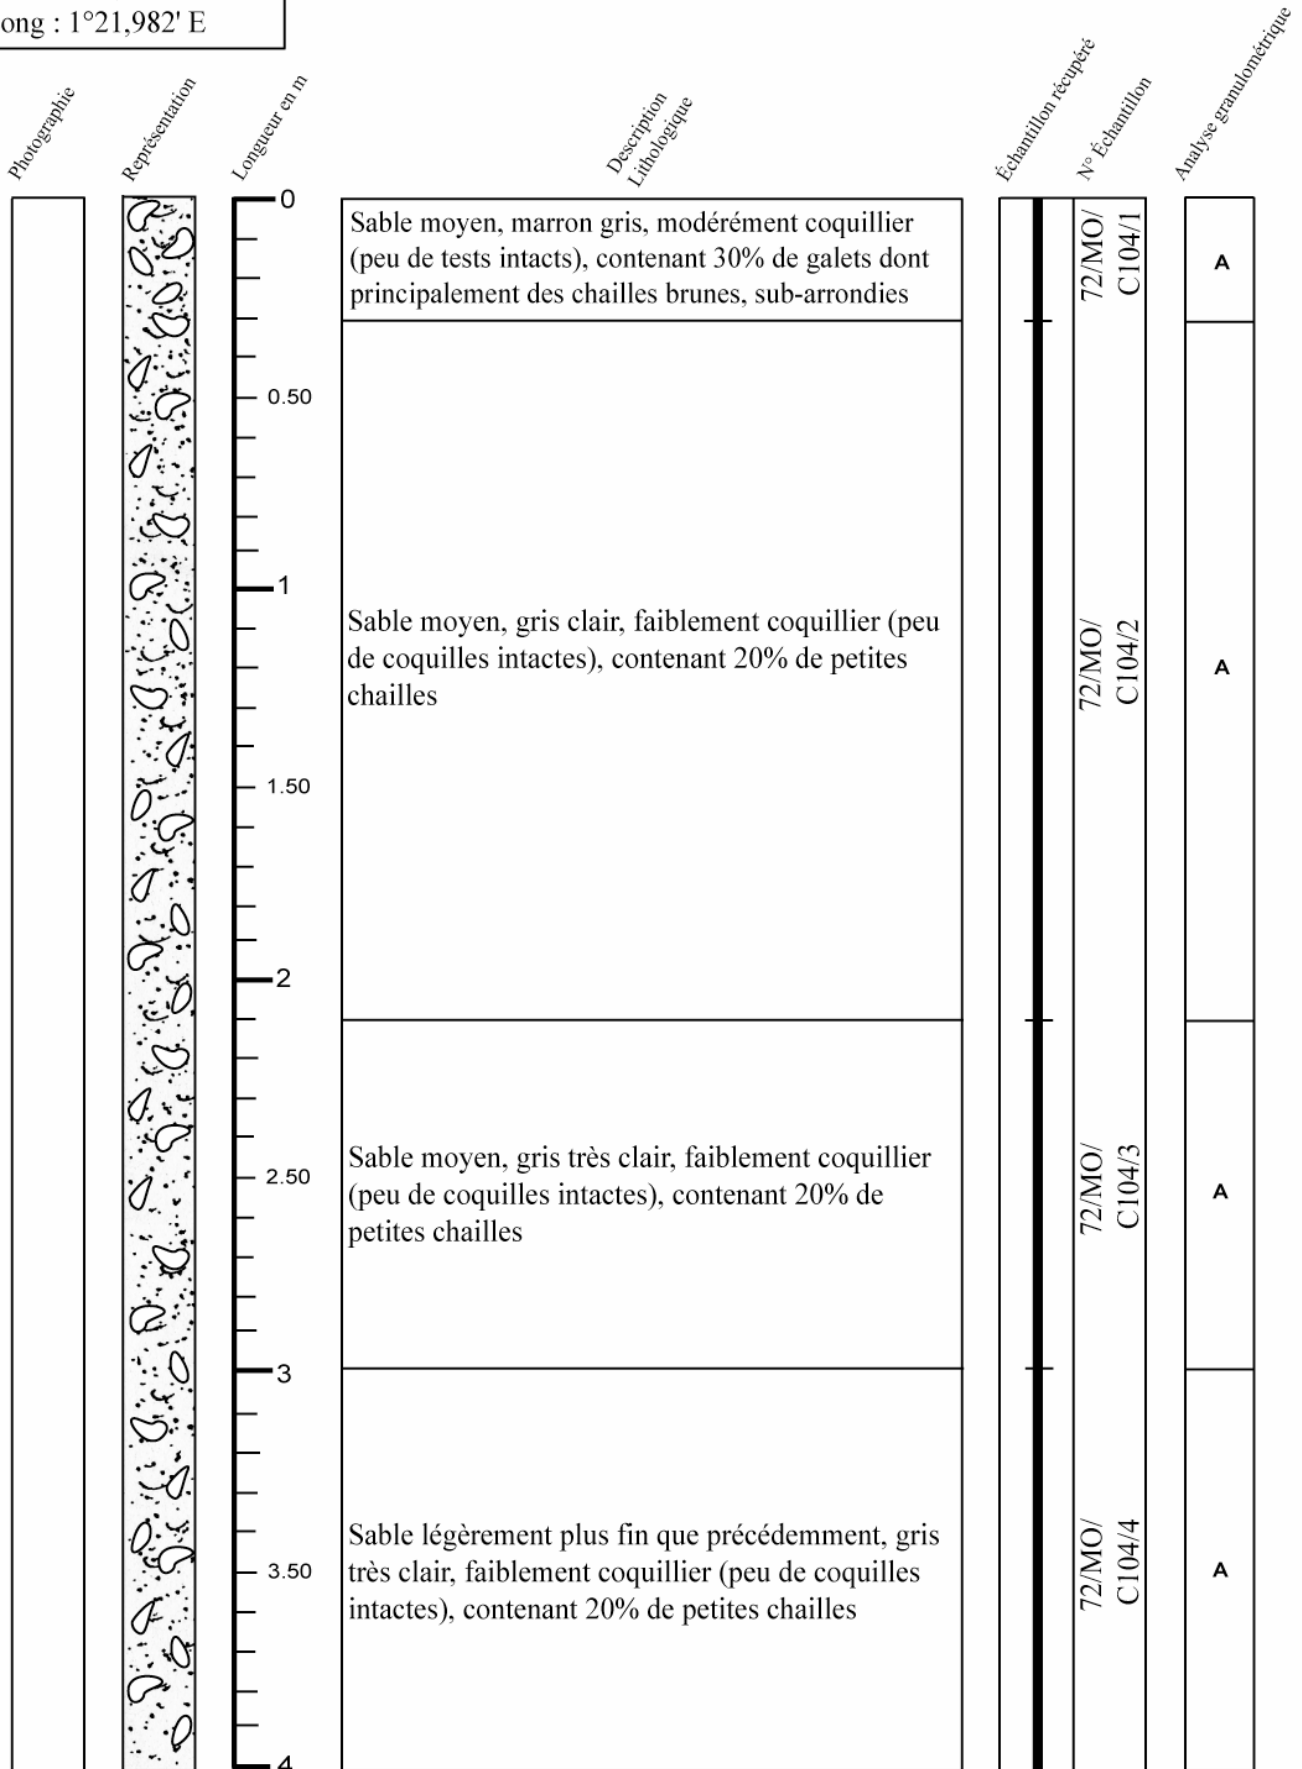 ong : 1°21,982' E
Photographie
Représentation
Longueur en m
Description
Lithologique
Échantillon récupéré
N° Échantillon
Analyse granulométrique
0
Sable moyen, marron gris, modérément coquillier
(peu de tests intacts), contenant 30% de galets dont
principalement des chailles brunes, sub-arrondies
72/MO/
C104/1
A
0.50
1
Sable moyen, gris clair, faiblement coquillier (peu
de coquilles intactes), contenant 20% de petites
chailles
72/MO/
C104/2
A
1.50
2
Sable moyen, gris très clair, faiblement coquillier
(peu de coquilles intactes), contenant 20% de
petites chailles
2.50
72/MO/
C104/3
A
3
Sable légèrement plus fin que précédemment, gris
très clair, faiblement coquillier (peu de coquilles
intactes), contenant 20% de petites chailles
3.50
72/MO/
C104/4
A
4